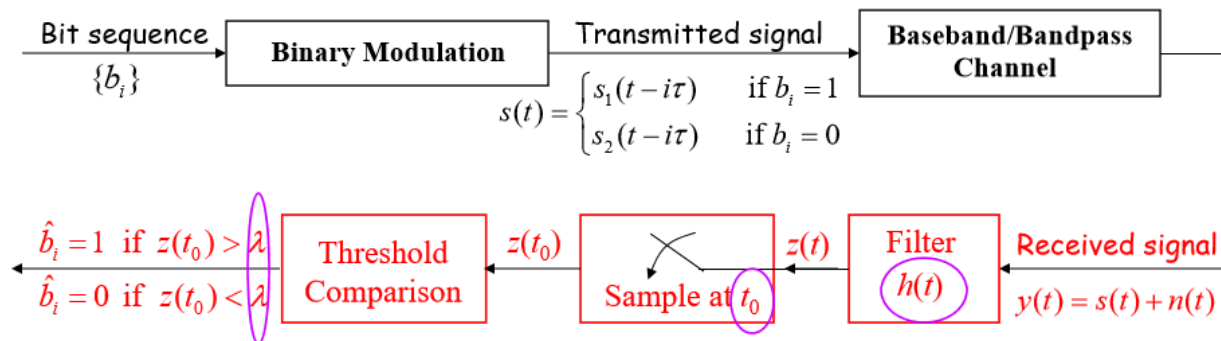 Bit sequence
{b_i}
Binary Modulation
Transmitted signal
s(t) = { s_1(t − iτ) if b_i = 1
s_2(t − iτ) if b_i = 0
Baseband/Bandpass
Channel
b̂_i = 1 if z(t_0) > λ
b̂_i = 0 if z(t_0) < λ
Threshold
Comparison
z(t_0)
Sample at t_0
z(t)
Filter
h(t)
Received signal
y(t) = s(t) + n(t)